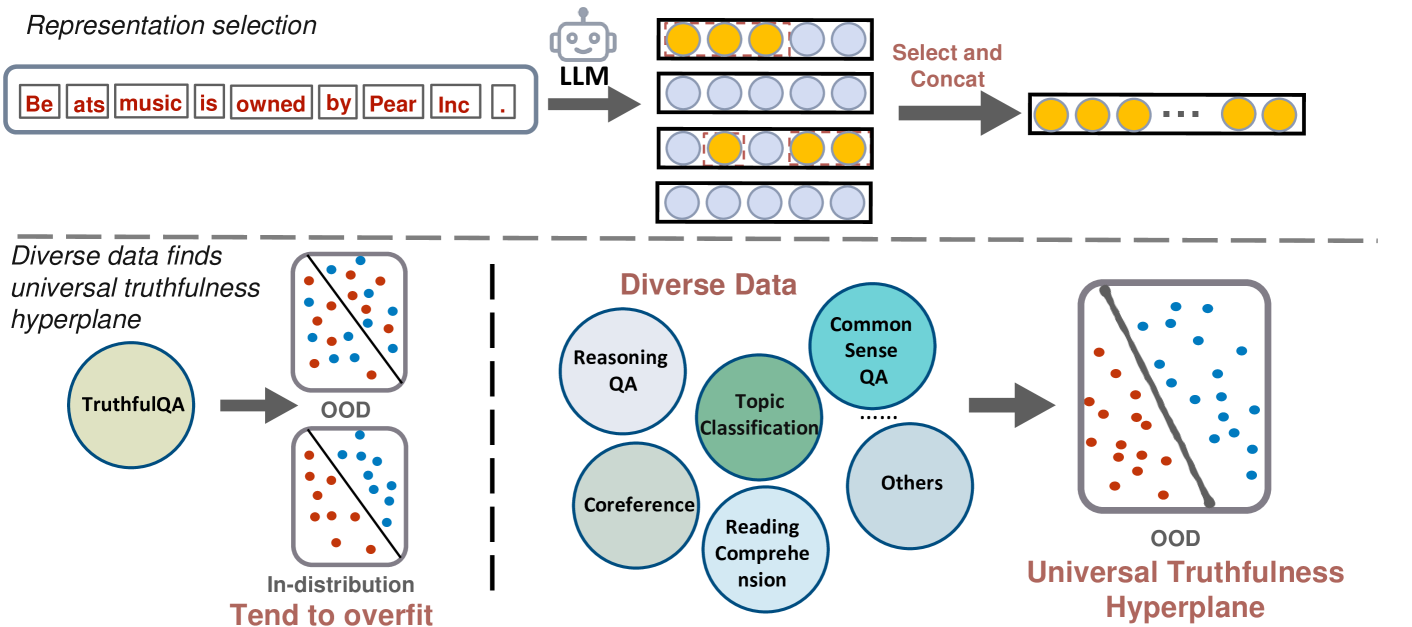 Representation selection
Be ats music is owned by Pear Inc .
LLM
Select and
Concat
...
Diverse data finds
universal truthfulness
hyperplane
TruthfulQA
OOD
In-distribution
Tend to overfit
Diverse Data
Reasoning
QA
Common
Sense
QA
......
Topic
Classification
Coreference
Others
Reading
Comprehe
nsion
OOD
Universal Truthfulness
Hyperplane